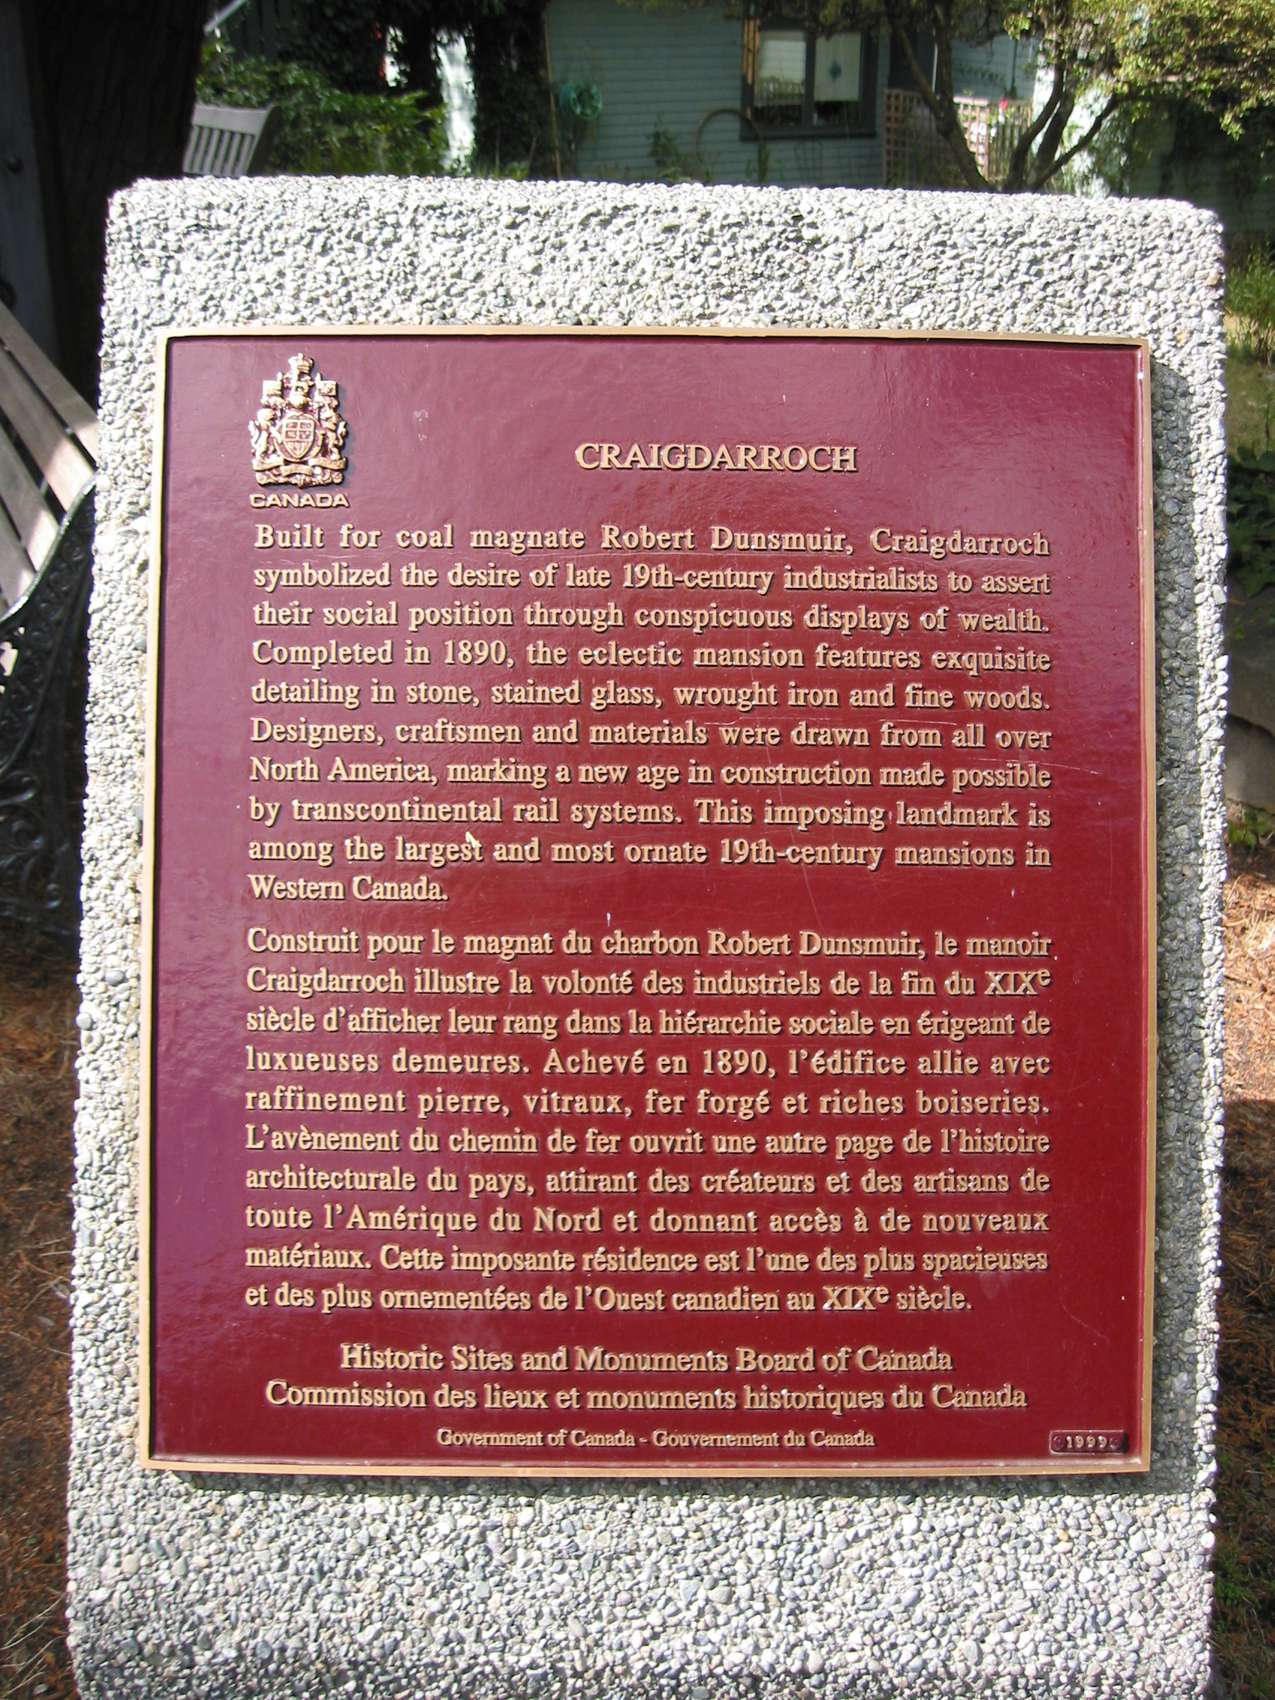 CANADA
CRAIGDARROCH
Built for coal magnate Robert Dunsmuir, Craigdarroch
symbolized the desire of late 19th-century industrialists to assert
their social position through conspicuous displays of wealth.
Completed in 1890, the eclectic mansion features exquisite
detailing in stone, stained glass, wrought iron and fine woods.
Designers, craftsmen and materials were drawn from all over
North America, marking a new age in construction made possible
by transcontinental rail systems. This imposing landmark is
among the largest and most ornate 19th-century mansions in
Western Canada.
Construit pour le magnat du charbon Robert Dunsmuir, le manoir
Craigdarroch illustre la volonté des industriels de la fin du XIXe
siècle d'afficher leur rang dans la hiérarchie sociale en érigeant de
luxueuses demeures. Achevé en 1890, l'édifice allie avec
raffinement pierre, vitraux, fer forgé et riches boiseries.
L'avènement du chemin de fer ouvrit une autre page de l'histoire
architecturale du pays, attirant des créateurs et des artisans de
toute l'Amérique du Nord et donnant accès à de nouveaux
matériaux. Cette imposante résidence est l'une des plus spacieuses
et des plus ornementées de l'Ouest canadien au XIXe siècle.
Historic Sites and Monuments Board of Canada
Commission des lieux et monuments historiques du Canada
Government of Canada - Gouvernement du Canada
1999